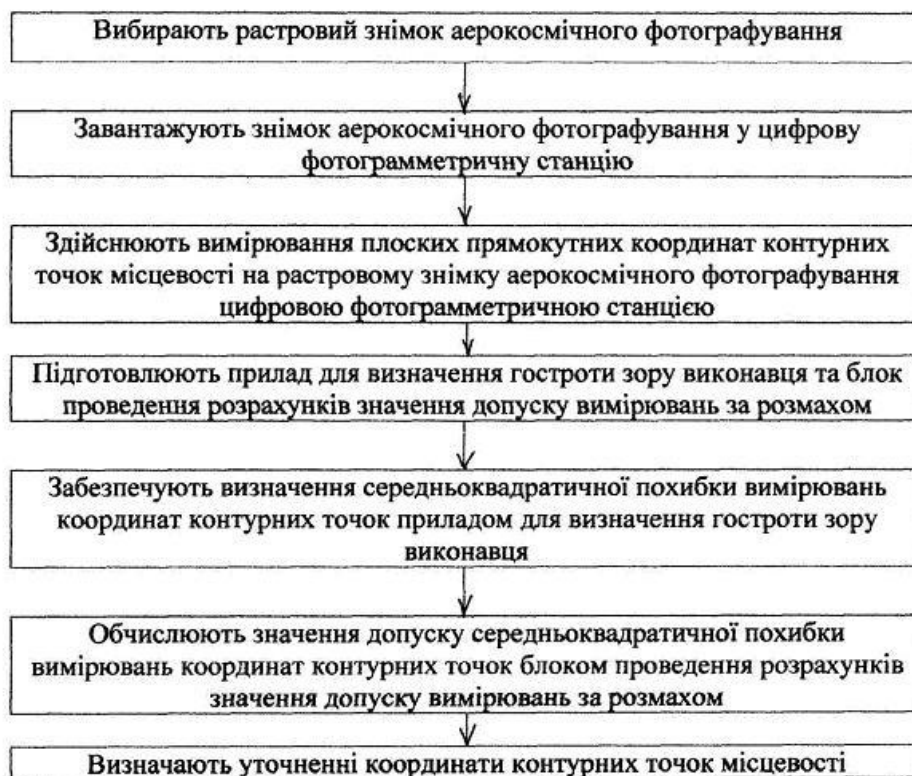 Вибирають растровий знімок аерокосмічного фотографування
Завантажують знімок аерокосмічного фотографування у цифрову
фотограмметричну станцію
Здійснюють вимірювання плоских прямокутних координат контурних
точок місцевості на растровому знімку аерокосмічного фотографування
цифровою фотограмметричною станцією
Підготовлюють прилад для визначення гостроти зору виконавця та блок
проведення розрахунків значення допуску вимірювань за розмахом
Забезпечують визначення середньоквадратичної похибки вимірювань
координат контурних точок приладом для визначення гостроти зору
виконавця
Обчислюють значення допуску середньоквадратичної похибки
вимірювань координат контурних точок блоком проведення розрахунків
значення допуску вимірювань за розмахом
Визначають уточненні координати контурних точок місцевості